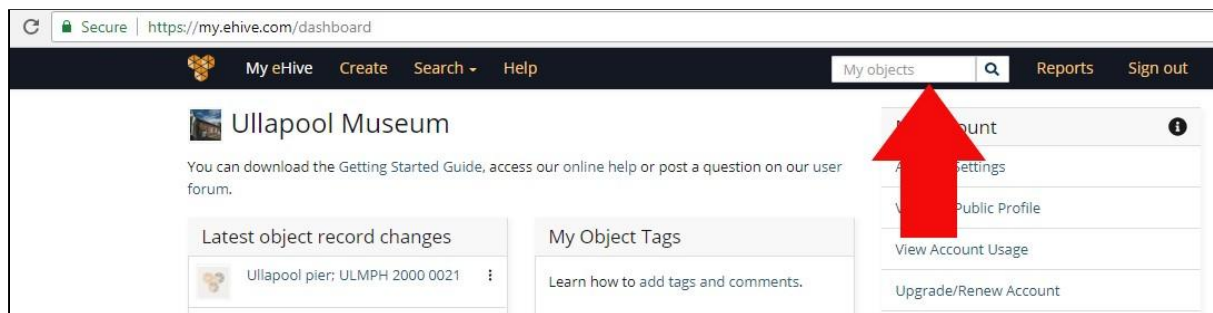 Secure | https://my.ehive.com/dashboard
My eHive Create Search Help My objects Reports Sign out
Ullapool Museum
You can download the Getting Started Guide, access our online help or post a question on our user
forum.
Latest object record changes
Ullapool pier; ULMPH 2000 0021
My Object Tags
Learn how to add tags and comments.
View Account Usage
Upgrade/Renew Account
Settings
Public Profile